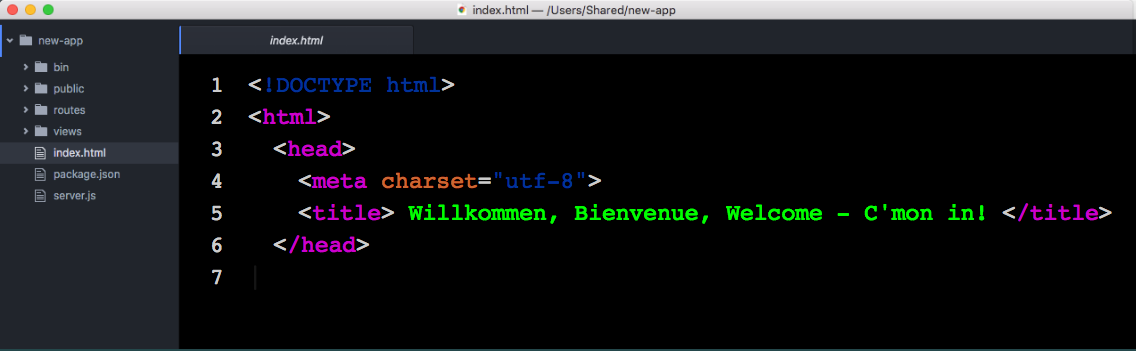 index.html — /Users/Shared/new-app
new-app
bin
public
routes
views
index.html
package.json
server.js
index.html
1 <!DOCTYPE html>
2 <html>
3 <head>
4 <meta charset="utf-8">
5 <title> Willkommen, Bienvenue, Welcome - C'mon in! </title>
6 </head>
7